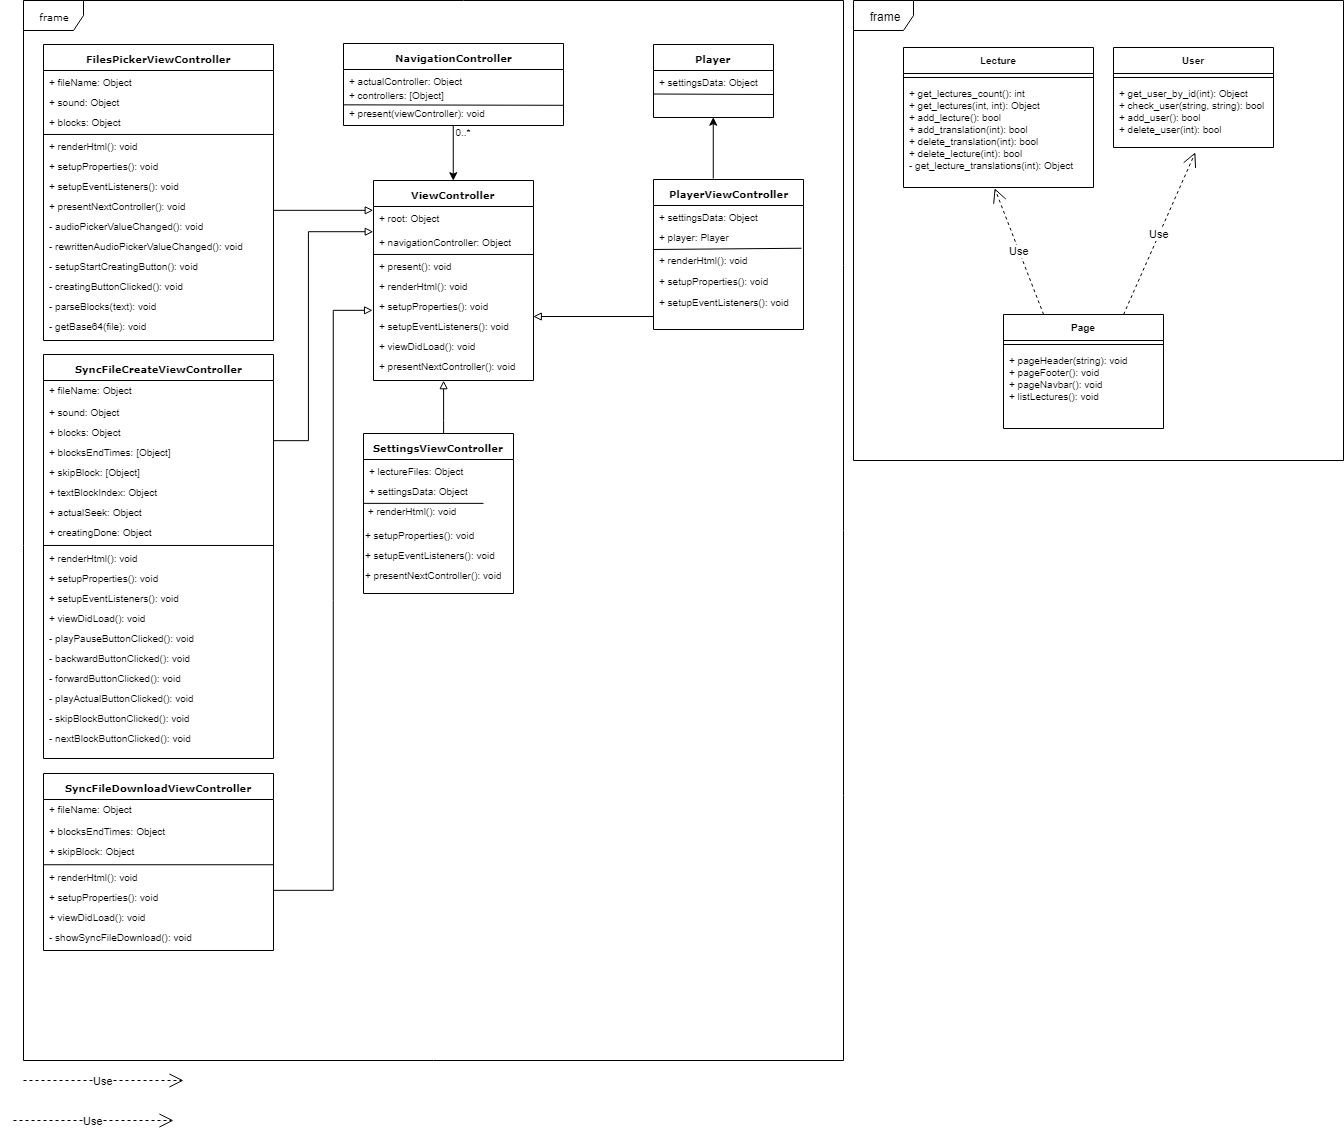 frame
FilesPickerViewController
+ fileName: Object
+ sound: Object
+ blocks: Object
+ renderHtml(): void
+ setupProperties(): void
+ setupEventListeners(): void
+ presentNextController(): void
- audioPickerValueChanged(): void
- rewrittenAudioPickerValueChanged(): void
- setupStartCreatingButton(): void
- creatingButtonClicked(): void
- parseBlocks(text): void
- getBase64(file): void
SyncFileCreateViewController
+ fileName: Object
+ sound: Object
+ blocks: Object
+ blocksEndTimes: [Object]
+ skipBlock: [Object]
+ textBlockIndex: Object
+ actualSeek: Object
+ creatingDone: Object
+ renderHtml(): void
+ setupProperties(): void
+ setupEventListeners(): void
+ viewDidLoad(): void
- playPauseButtonClicked(): void
- backwardButtonClicked(): void
- forwardButtonClicked(): void
- playActualButtonClicked(): void
- skipBlockButtonClicked(): void
- nextBlockButtonClicked(): void
SyncFileDownloadViewController
+ fileName: Object
+ blocksEndTimes: Object
+ skipBlock: Object
+ renderHtml(): void
+ setupProperties(): void
+ viewDidLoad(): void
- showSyncFileDownload(): void
NavigationController
+ actualController: Object
+ controllers: [Object]
+ present(viewController): void
0..*
ViewController
+ root: Object
+ navigationController: Object
+ present(): void
+ renderHtml(): void
+ setupProperties(): void
+ setupEventListeners(): void
+ viewDidLoad(): void
+ presentNextController(): void
SettingsViewController
+ lectureFiles: Object
+ settingsData: Object
+ renderHtml(): void
+ setupProperties(): void
+ setupEventListeners(): void
+ presentNextController(): void
Player
+ settingsData: Object
PlayerViewController
+ settingsData: Object
+ player: Player
+ renderHtml(): void
+ setupProperties(): void
+ setupEventListeners(): void
frame
Lecture
+ get_lectures_count(): int
+ get_lectures(int, int): Object
+ add_lecture(): bool
+ add_translation(int): bool
+ delete_translation(int): bool
+ delete_lecture(int): bool
- get_lecture_translations(int): Object
User
+ get_user_by_id(int): Object
+ check_user(string, string): bool
+ add_user(): bool
+ delete_user(int): bool
Use
Use
Page
+ pageHeader(string): void
+ pageFooter(): void
+ pageNavbar(): void
+ listLectures(): void
Use
Use